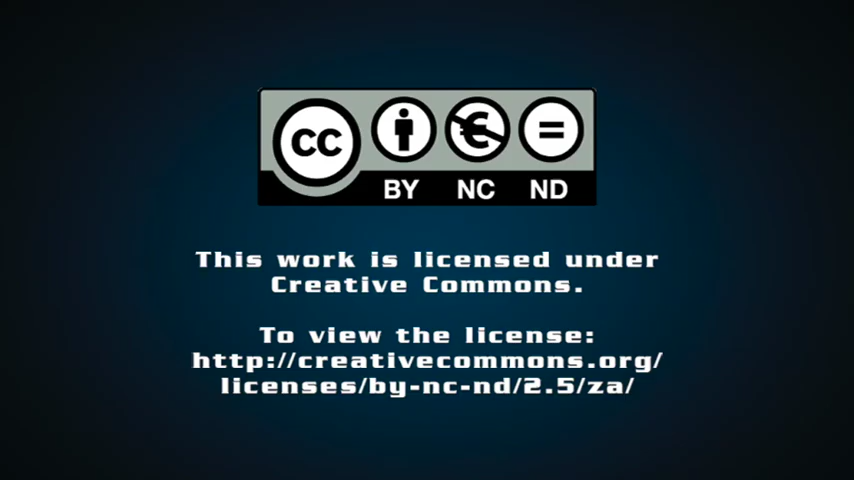 CC
BY NC ND
This work is licensed under
Creative Commons.
To view the license:
http://creativecommons.org/
licenses/by-nc-nd/2.5/za/